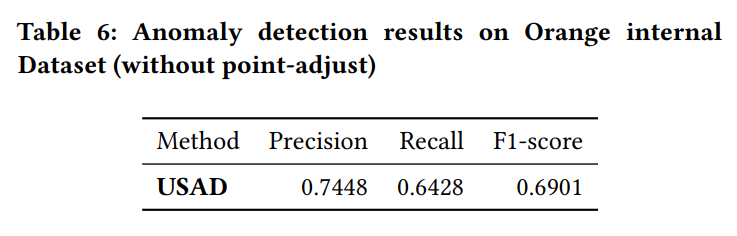 Table 6: Anomaly detection results on Orange internal
Dataset (without point-adjust)
Method Precision Recall F1-score
USAD 0.7448 0.6428 0.6901